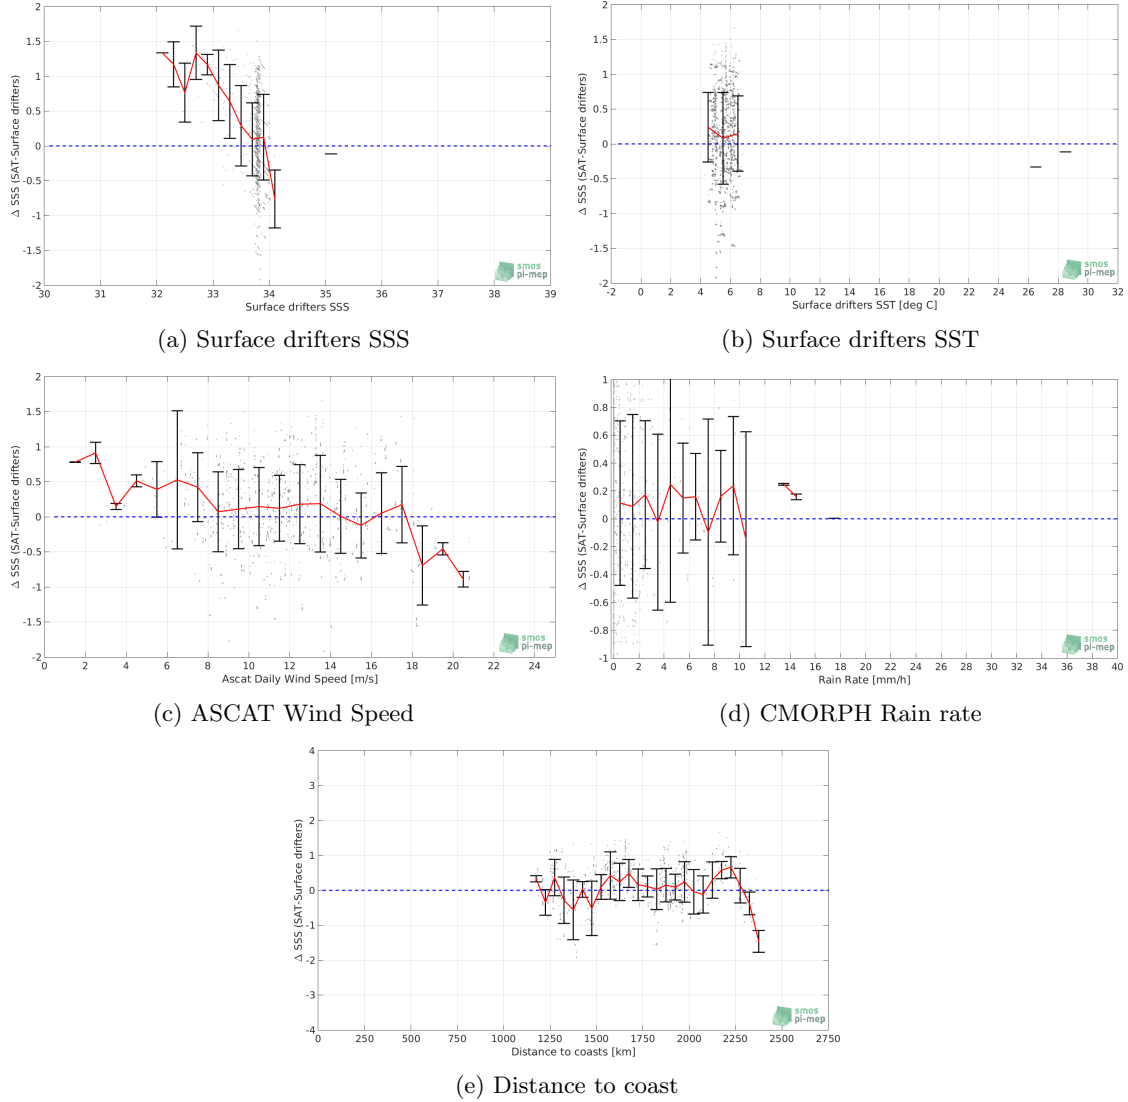 2
1.5
1
0.5
0
-0.5
-1
-1.5
-2
Δ SSS (SAT-Surface drifters)
30 31 32 33 34 35 36 37 38 39
Surface drifters SSS
smos
pi-mep
(a) Surface drifters SSS
2
1.5
1
0.5
0
-0.5
-1
-1.5
-2
Δ SSS (SAT-Surface drifters)
-2 0 2 4 6 8 10 12 14 16 18 20 22 24 26 28 30 32
Surface drifters SST [deg C]
smos
pi-mep
(b) Surface drifters SST
2
1.5
1
0.5
0
-0.5
-1
-1.5
-2
Δ SSS (SAT-Surface drifters)
0 2 4 6 8 10 12 14 16 18 20 22 24
Ascat Daily Wind Speed [m/s]
smos
pi-mep
(c) ASCAT Wind Speed
1
0.8
0.6
0.4
0.2
0
-0.2
-0.4
-0.6
-0.8
-1
Δ SSS (SAT-Surface drifters)
0 2 4 6 8 10 12 14 16 18 20 22 24 26 28 30 32 34 36 38 40
Rain Rate [mm/h]
smos
pi-mep
(d) CMORPH Rain rate
4
3
2
1
0
-1
-2
-3
-4
Δ SSS (SAT-Surface drifters)
0 250 500 750 1000 1250 1500 1750 2000 2250 2500 2750
Distance to coasts [km]
smos
pi-mep
(e) Distance to coast